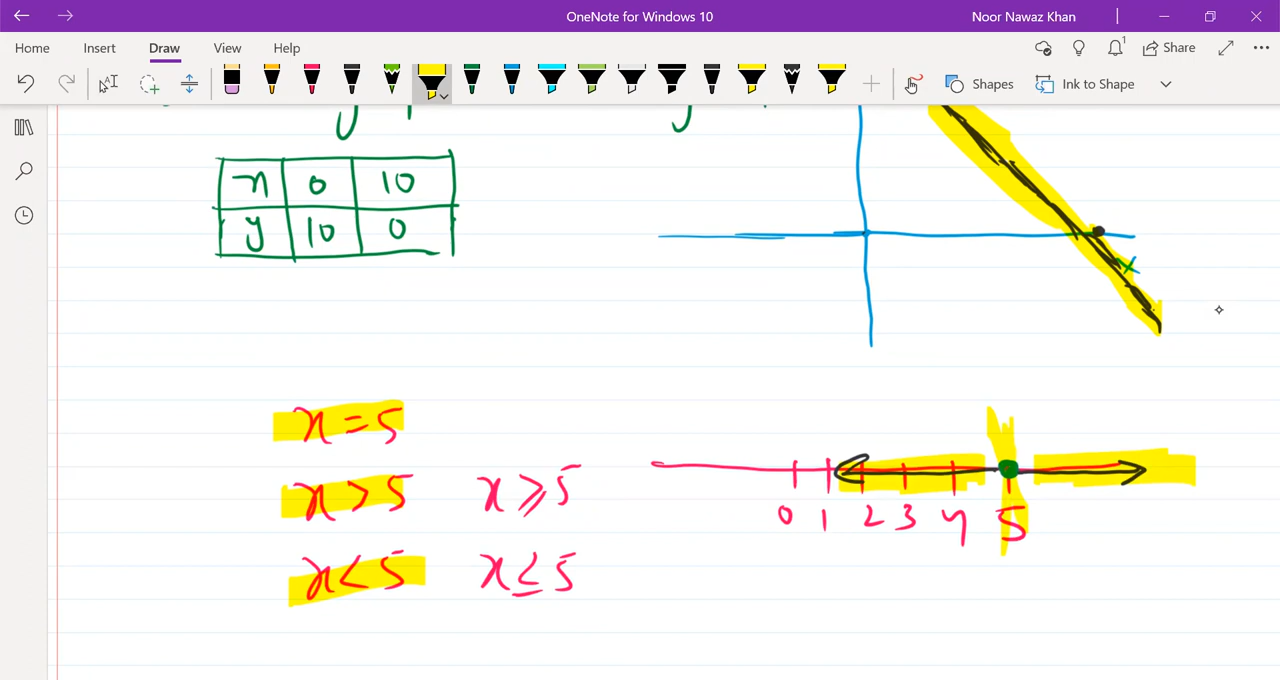 OneNote for Windows 10
Noor Nawaz Khan
Home Insert Draw View Help
1 Share
Shapes Ink to Shape
y
y
x 0 10
y 10 0
x
x = 5
x > 5 x ≥ 5
x < 5 x ≤ 5
0 1 2 3 4 5